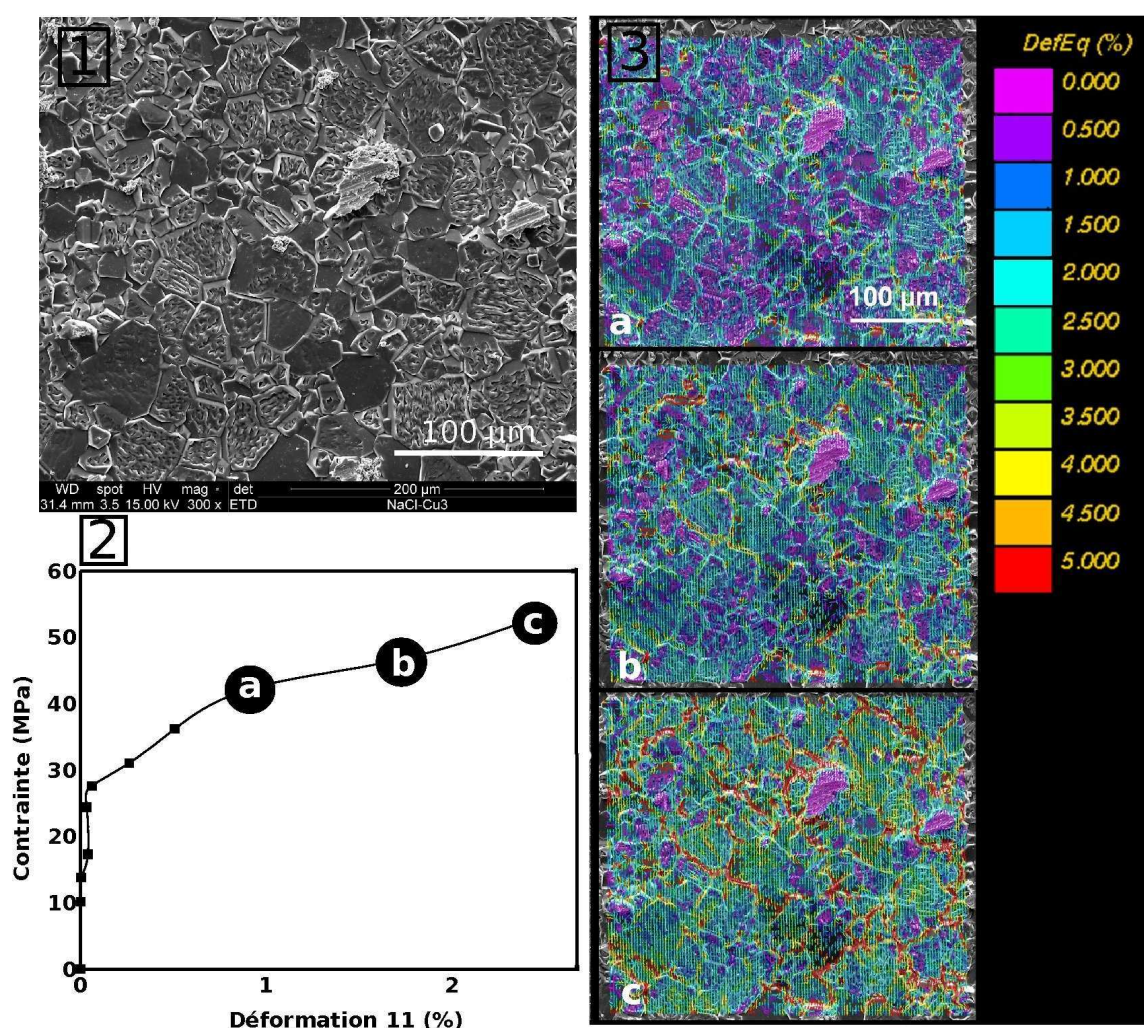 1
100 µm
WD spot HV mag det 200 µm
31.4 mm 3.5 15.00 kV 300 x ETD NaCl-Cu3
2
60
50
40
30
20
10
0
0 1 2
Contrainte (MPa)
Déformation 11 (%)
a
b
c
3
a
100 µm
b
c
DefEq (%)
0.000
0.500
1.000
1.500
2.000
2.500
3.000
3.500
4.000
4.500
5.000